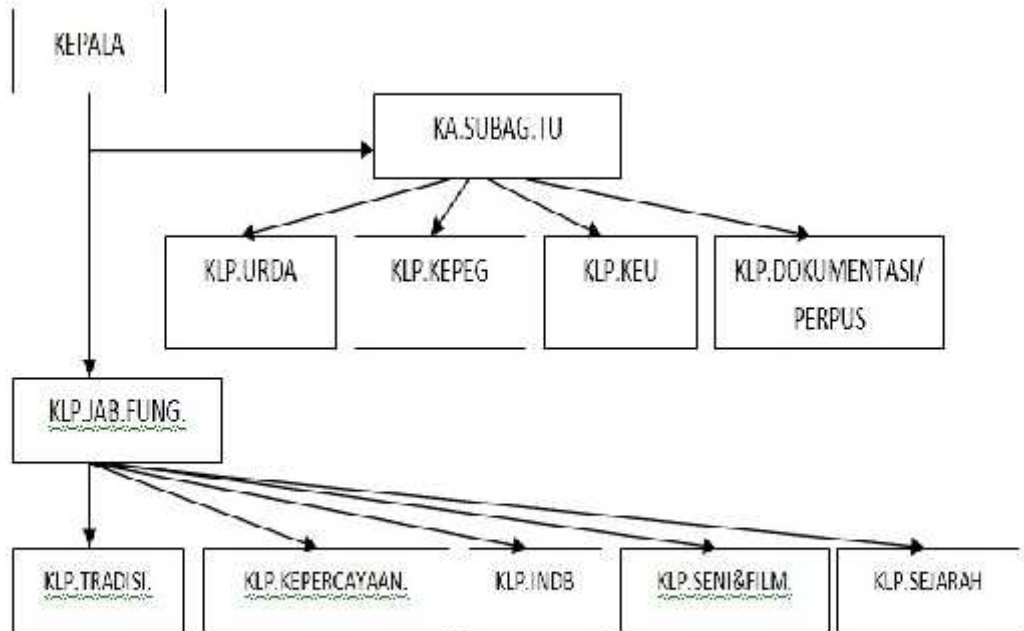 KEPALA
KA.SUBAG.TU
KLP.URDA
KLP.KEPEG
KLP.KEU
KLP.DOKUMENTASI/
PERPUS
KLP.JAB.FUNG.
KLP.TRADISI.
KLP.KEPERCAYAAN.
KLP.INDB
KLP.SENI&FILM.
KLP.SEJARAH